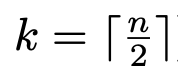 k = ⌈n/2⌉